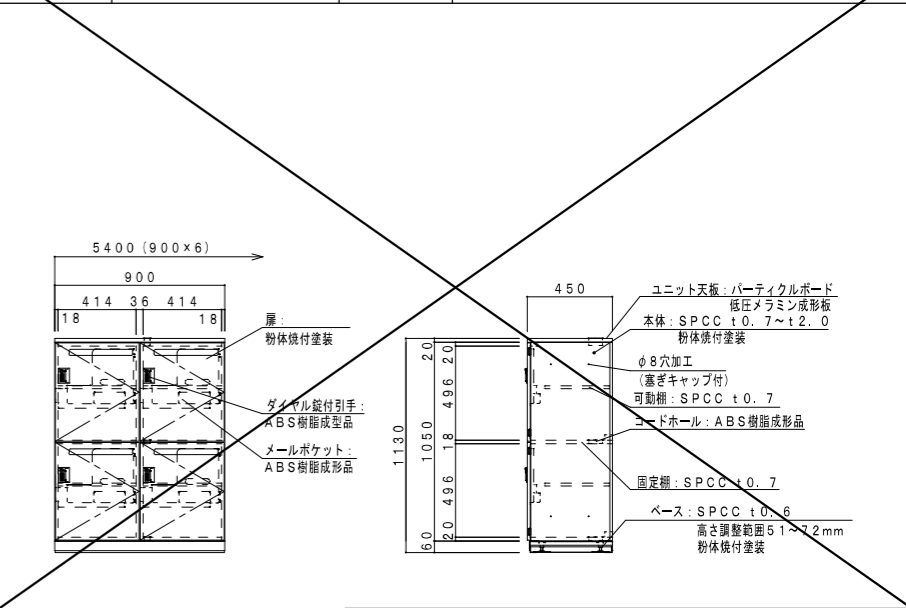 5400(900×6)
900
414 36 414
18 18
扉:
粉体焼付塗装
ダイヤル錠付引手:
ABS樹脂成型品
メールポケット:
ABS樹脂成形品
450
1130
20 1050 60
20 496 18 496 20
ユニット天板:パーティクルボード
低圧メラミン成形板
本体:SPCC t0.7~t2.0
粉体焼付塗装
φ8穴加工
(塞ぎキャップ付)
可動棚:SPCC t0.7
コードホール:ABS樹脂成形品
固定棚:SPCC t0.7
ベース:SPCC t0.6
高さ調整範囲51~72mm
粉体焼付塗装